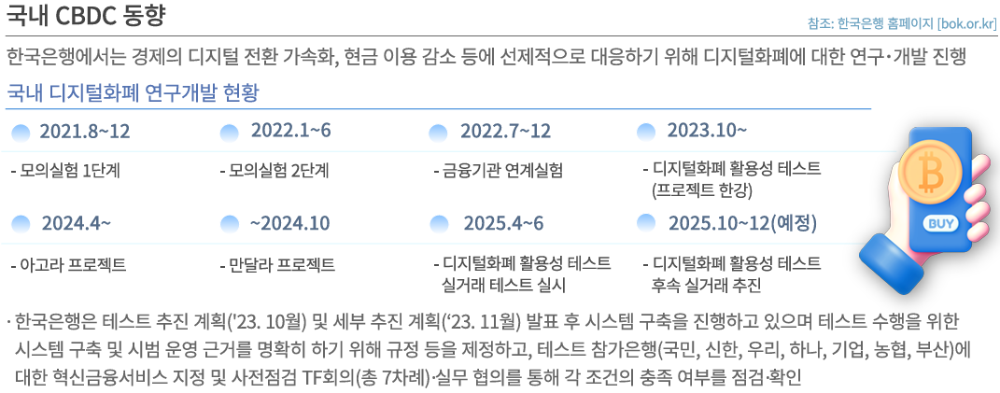 국내 CBDC 동향
참조: 한국은행 홈페이지 [bok.or.kr]
한국은행에서는 경제의 디지털 전환 가속화, 현금 이용 감소 등에 선제적으로 대응하기 위해 디지털화폐에 대한 연구·개발 진행
국내 디지털화폐 연구개발 현황
2021.8~12
2022.1~6
2022.7~12
2023.10~
- 모의실험 1단계
- 모의실험 2단계
- 금융기관 연계실험
- 디지털화폐 활용성 테스트
(프로젝트 한강)
2024.4~
~2024.10
2025.4~6
2025.10~12(예정)
- 아고라 프로젝트
- 만달라 프로젝트
- 디지털화폐 활용성 테스트
실거래 테스트 실시
- 디지털화폐 활용성 테스트
후속 실거래 추진
BUY
· 한국은행은 테스트 추진 계획('23. 10월) 및 세부 추진 계획(‘23. 11월) 발표 후 시스템 구축을 진행하고 있으며 테스트 수행을 위한
시스템 구축 및 시범 운영 근거를 명확히 하기 위해 규정 등을 제정하고, 테스트 참가은행(국민, 신한, 우리, 하나, 기업, 농협, 부산)에
대한 혁신금융서비스 지정 및 사전점검 TF회의(총 7차례)·실무 협의를 통해 각 조건의 충족 여부를 점검·확인